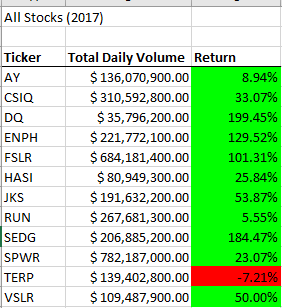 All Stocks (2017)
Ticker Total Daily Volume Return
AY $ 136,070,900.00 8.94%
CSIQ $ 310,592,800.00 33.07%
DQ $ 35,796,200.00 199.45%
ENPH $ 221,772,100.00 129.52%
FSLR $ 684,181,400.00 101.31%
HASI $ 80,949,300.00 25.84%
JKS $ 191,632,200.00 53.87%
RUN $ 267,681,300.00 5.55%
SEDG $ 206,885,200.00 184.47%
SPWR $ 782,187,000.00 23.07%
TERP $ 139,402,800.00 -7.21%
VSLR $ 109,487,900.00 50.00%